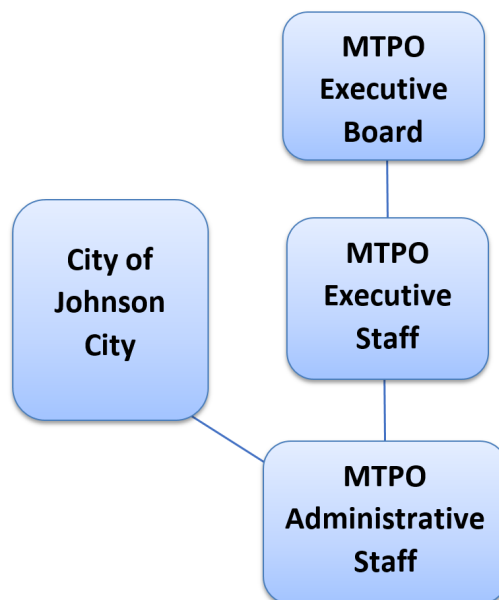 MTPO
Executive
Board
City of
Johnson
City
MTPO
Executive
Staff
MTPO
Administrative
Staff